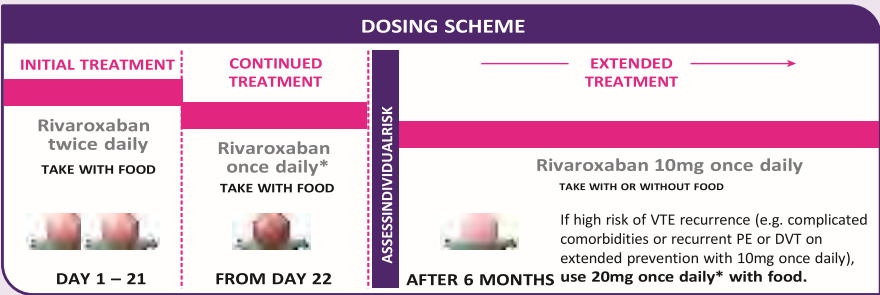 DOSING SCHEME
INITIAL TREATMENT
Rivaroxaban
twice daily
TAKE WITH FOOD
DAY 1 – 21
CONTINUED
TREATMENT
Rivaroxaban
once daily*
TAKE WITH FOOD
FROM DAY 22
ASSESSINDIVIDUALRISK
EXTENDED
TREATMENT
Rivaroxaban 10mg once daily
TAKE WITH OR WITHOUT FOOD
If high risk of VTE recurrence (e.g. complicated
comorbidities or recurrent PE or DVT on
extended prevention with 10mg once daily),
use 20mg once daily* with food.
AFTER 6 MONTHS